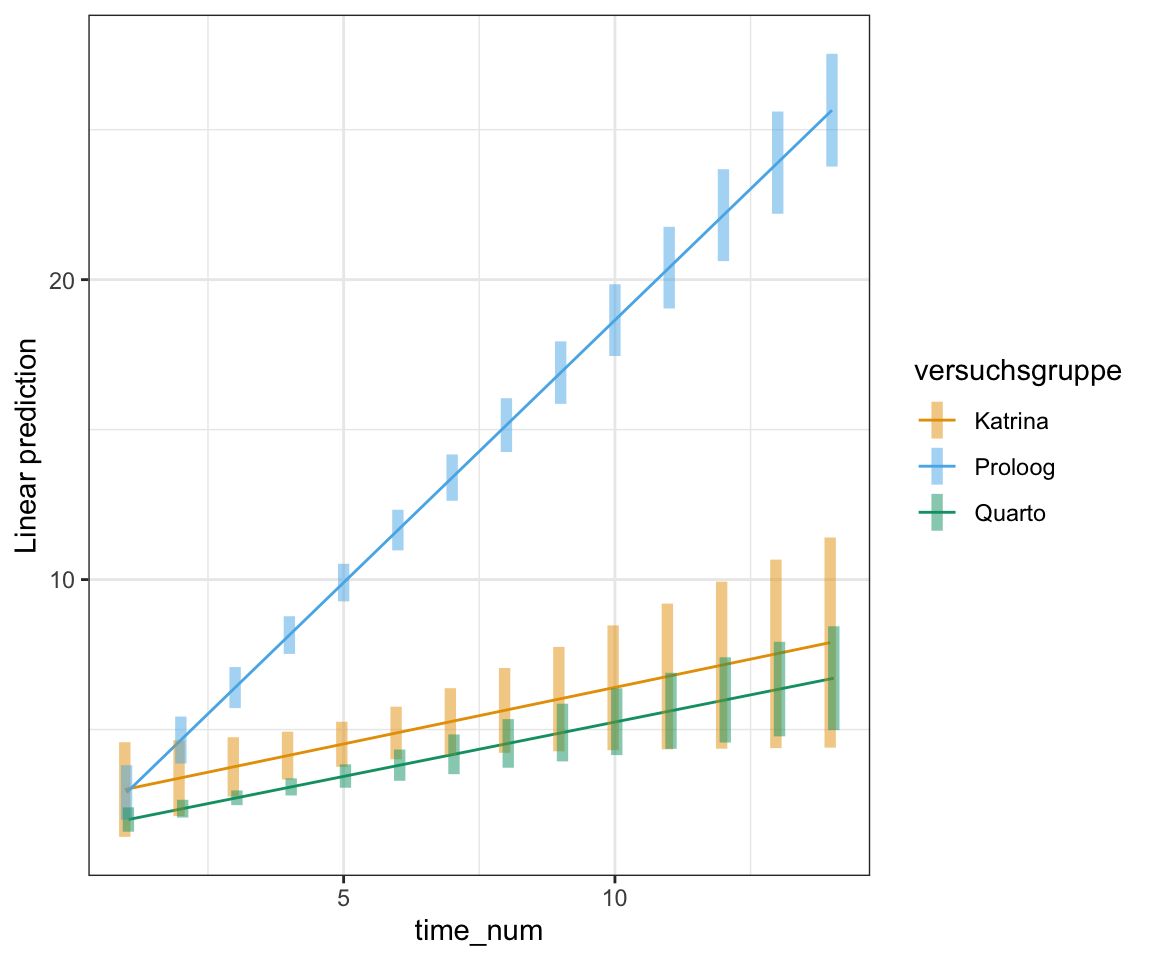 20
10
Linear prediction
5 10
time_num
versuchsgruppe
Katrina
Proloog
Quarto